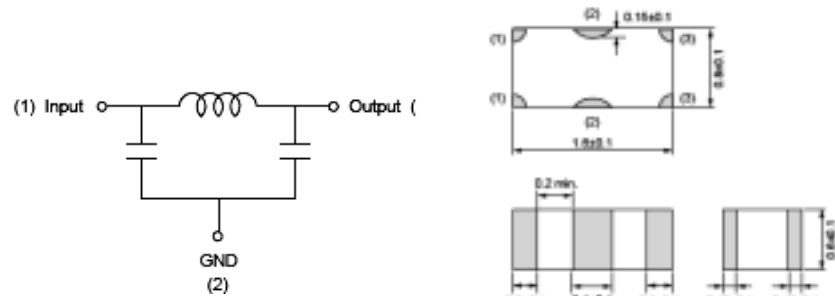 (1) Input
Output (
GND
(2)
(2)
0.15±0.1
(1)
(3)
0.8±0.1
(1)
(3)
(2)
1.6±0.1
0.2 min.
0.6±0.1